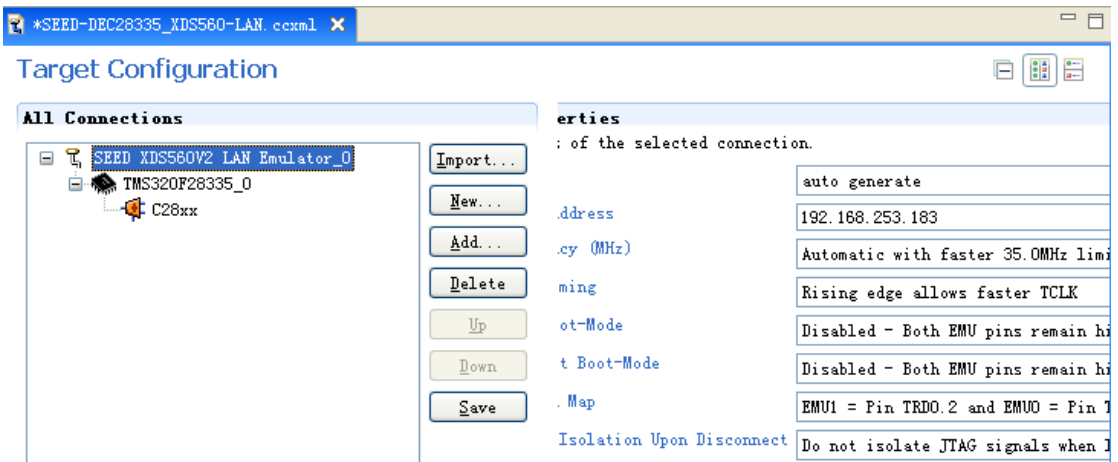 *SEED-DEC28335_XDS560-LAN.ccxml
Target Configuration
All Connections
SEED XDS560V2 LAN Emulator_0
TMS320F28335_0
C28xx
Import...
New...
Add...
Delete
Up
Down
Save
erties
of the selected connection.
auto generate
ddress
192.168.253.183
cy (MHz)
Automatic with faster 35.0MHz limi
ming
Rising edge allows faster TCLK
ot-Mode
Disabled - Both EMU pins remain hi
t Boot-Mode
Disabled - Both EMU pins remain hi
. Map
EMU1 = Pin TRD0.2 and EMU0 = Pin T
Isolation Upon Disconnect
Do not isolate JTAG signals when